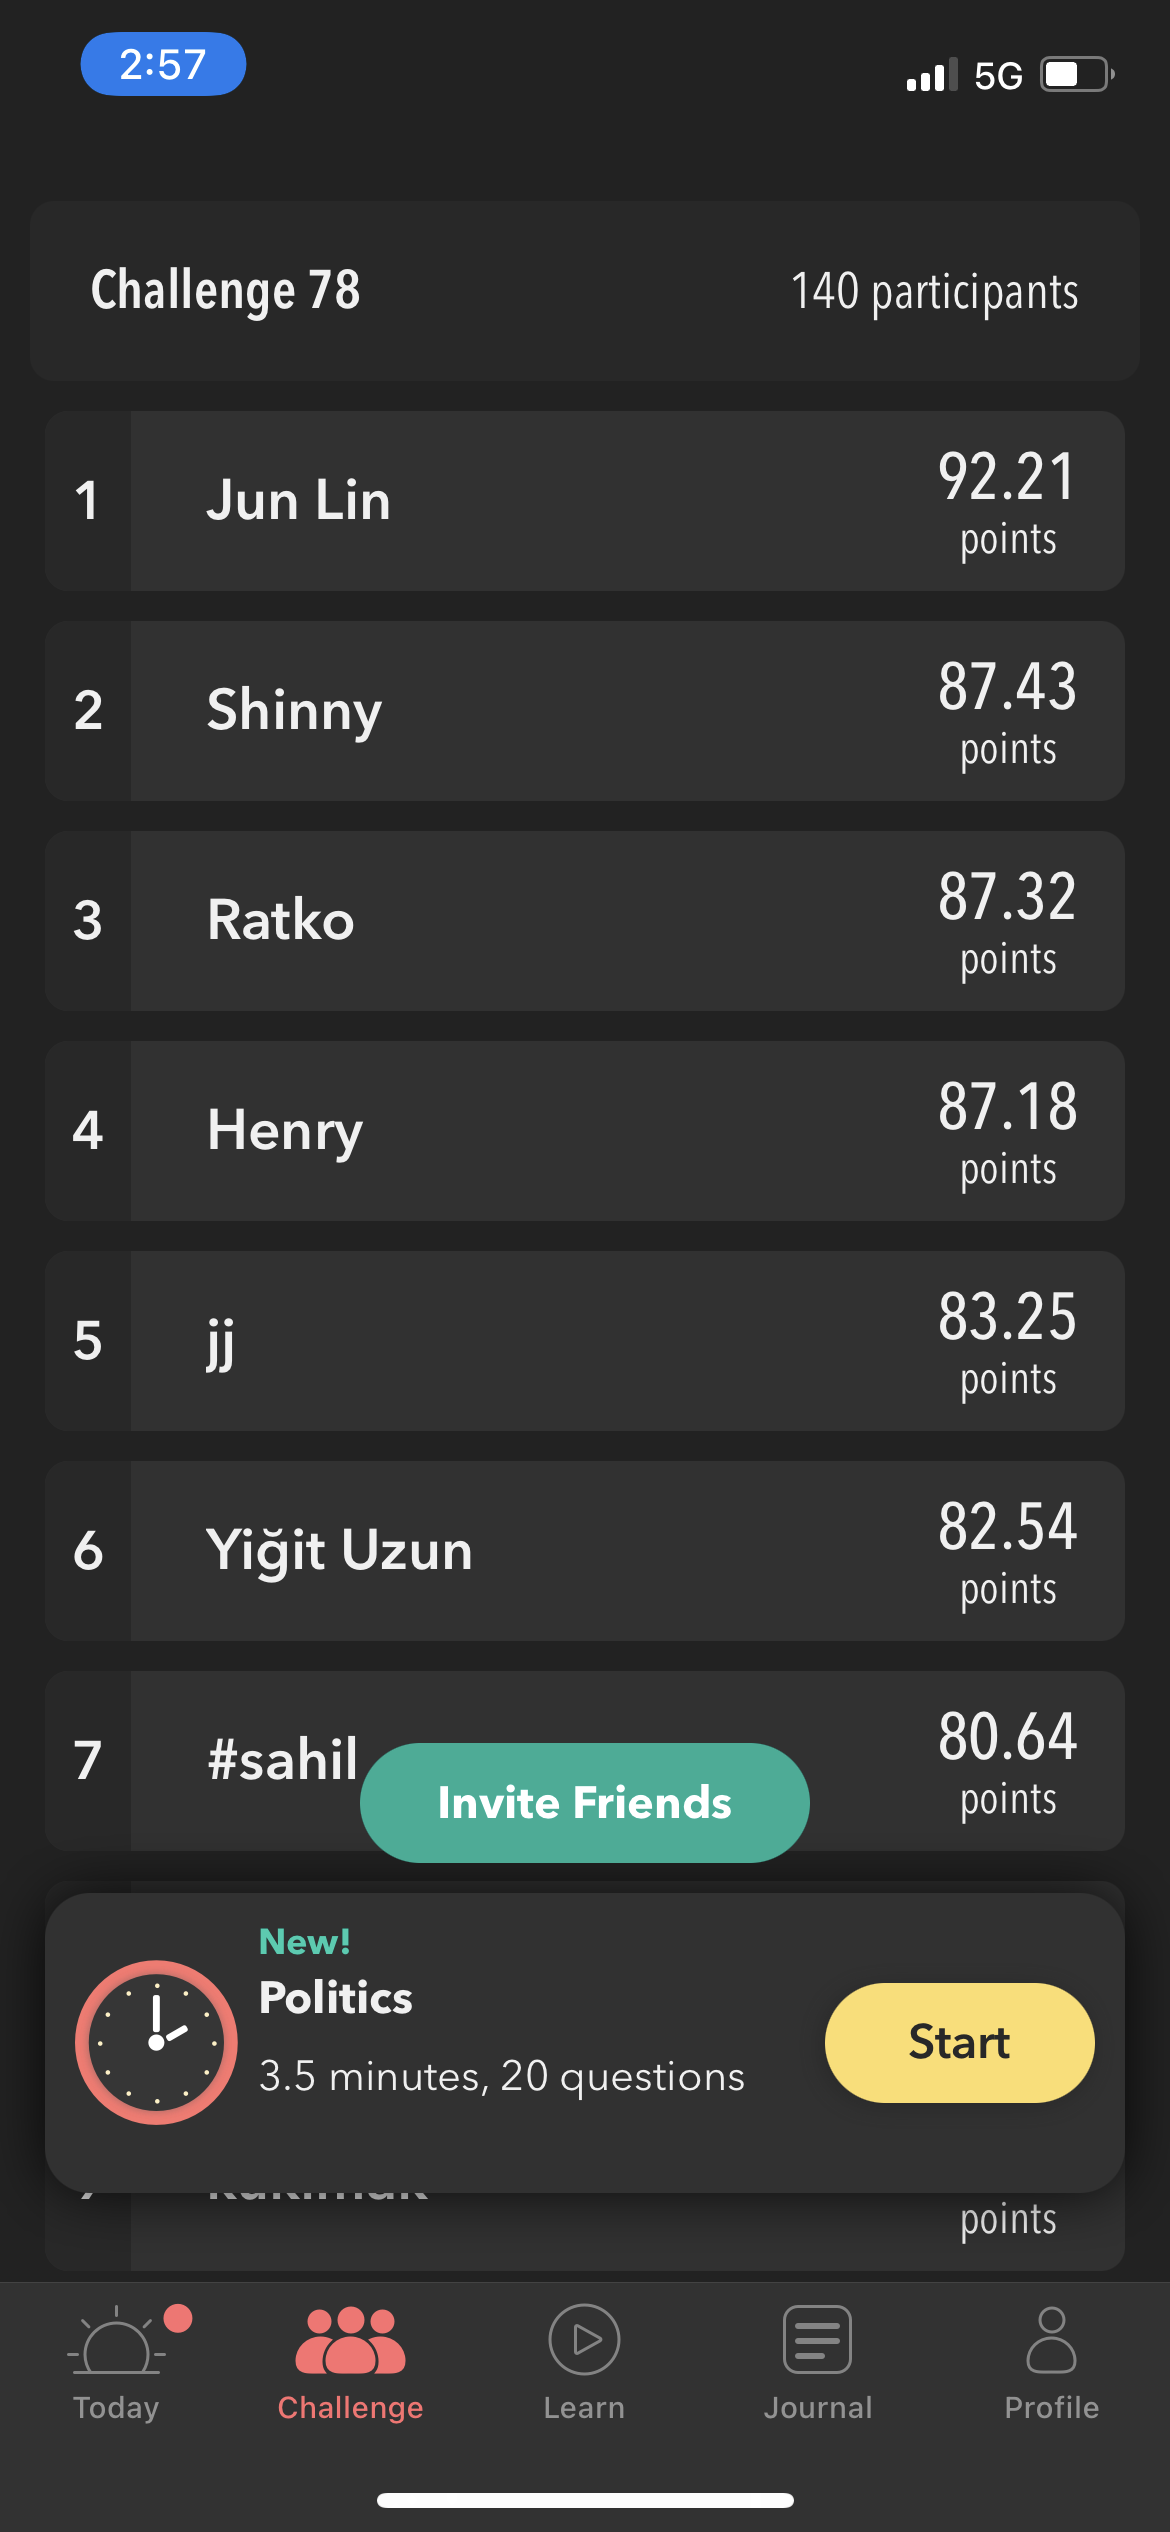 2:57
5G
Challenge 78
140 participants
1
Jun Lin
92.21
points
2
Shinny
87.43
points
3
Ratko
87.32
points
4
Henry
87.18
points
5
jj
83.25
points
6
Yiğit Uzun
82.54
points
7
#sahil
80.64
points
Invite Friends
New!
Politics
3.5 minutes, 20 questions
Start
points
Today
Challenge
Learn
Journal
Profile